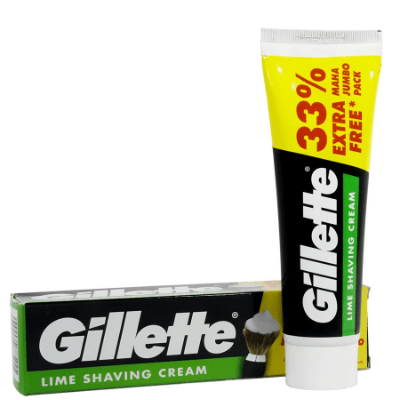 33%
EXTRA
FREE*
MAHA
JUMBO
PACK
Gillette®
LIME SHAVING CREAM
Gillette®
LIME SHAVING CREAM